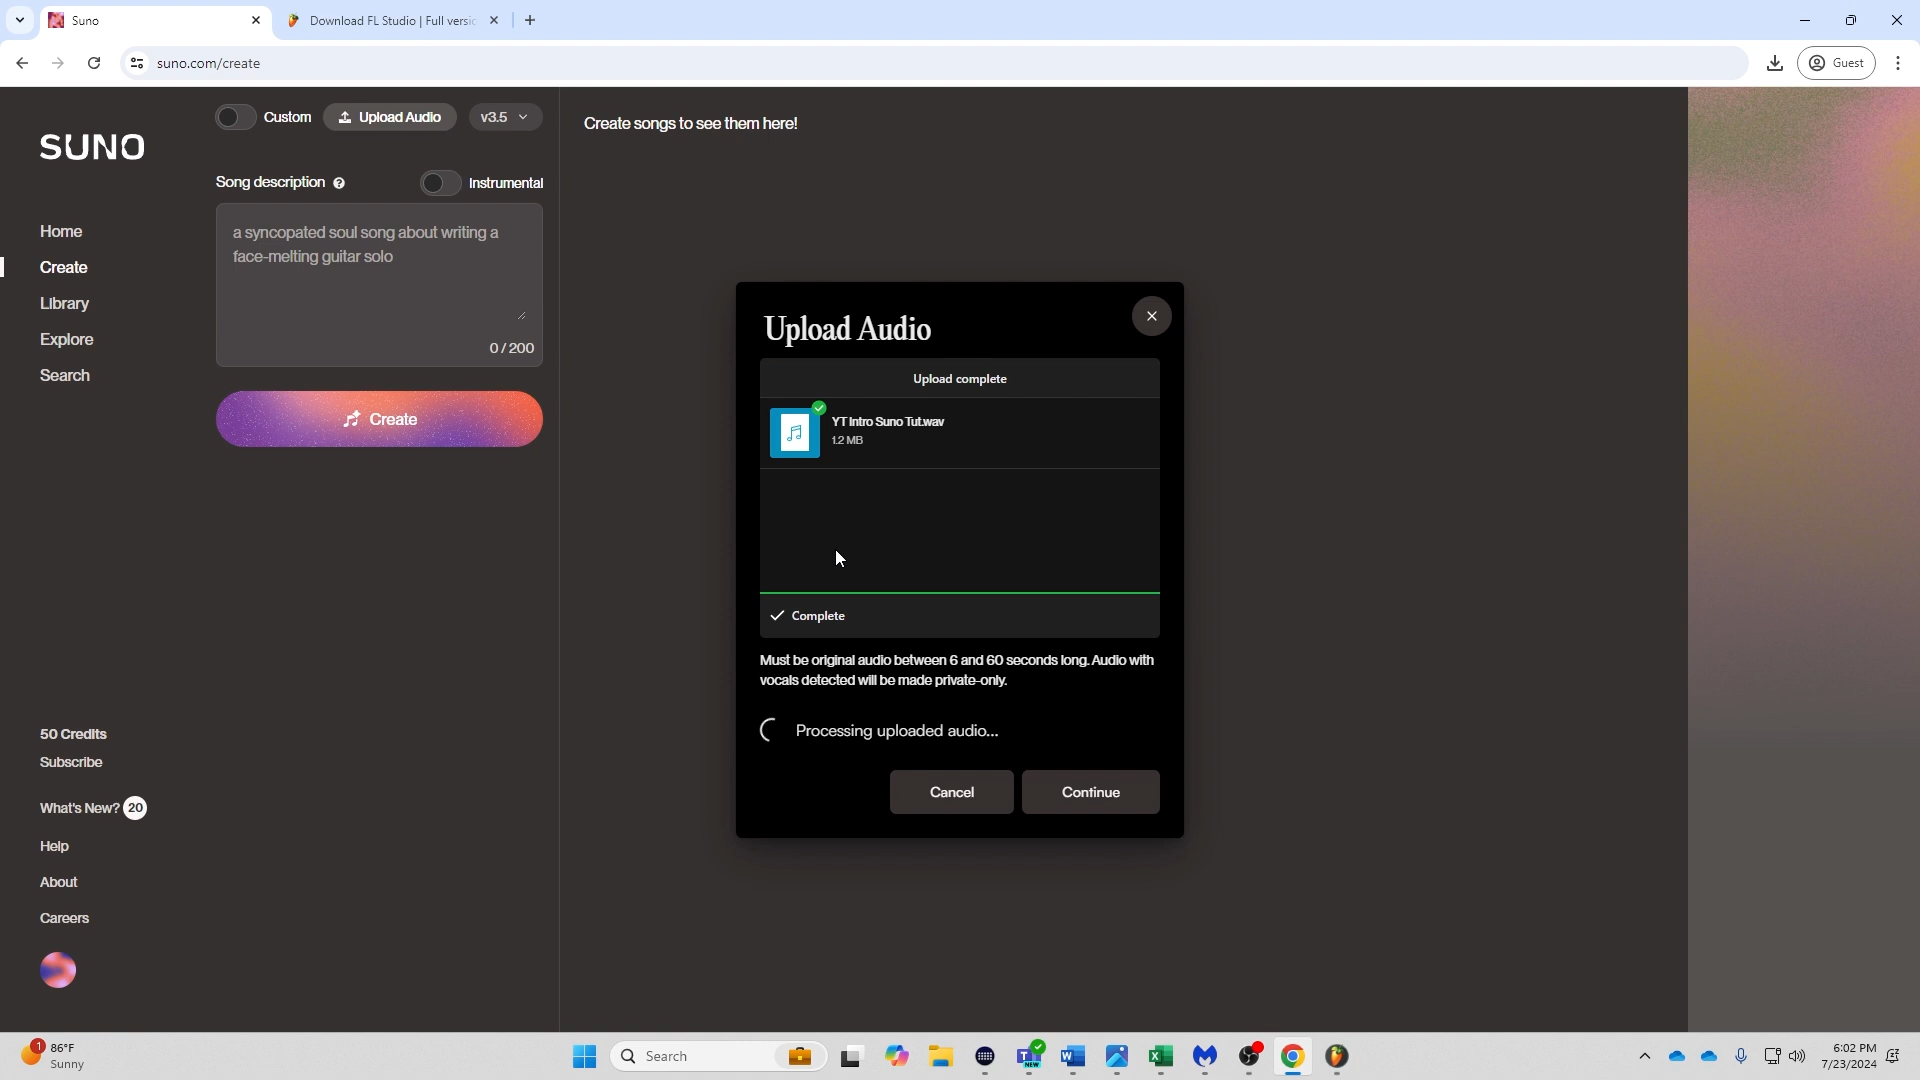 Suno
Download FL Studio | Full versic
suno.com/create
Guest
Custom
Upload Audio
v3.5
SUNO
Create songs to see them here!
Song description
Instrumental
a syncopated soul song about writing a
face-melting guitar solo
0 / 200
Create
Home
Create
Library
Explore
Search
Upload Audio
Upload complete
YT Intro Suno Tut.wav
1.2 MB
Complete
Must be original audio between 6 and 60 seconds long. Audio with
vocals detected will be made private-only.
Processing uploaded audio...
Cancel
Continue
50 Credits
Subscribe
What's New? 20
Help
About
Careers
1
86°F
Sunny
Search
NEW
6:02 PM
7/23/2024